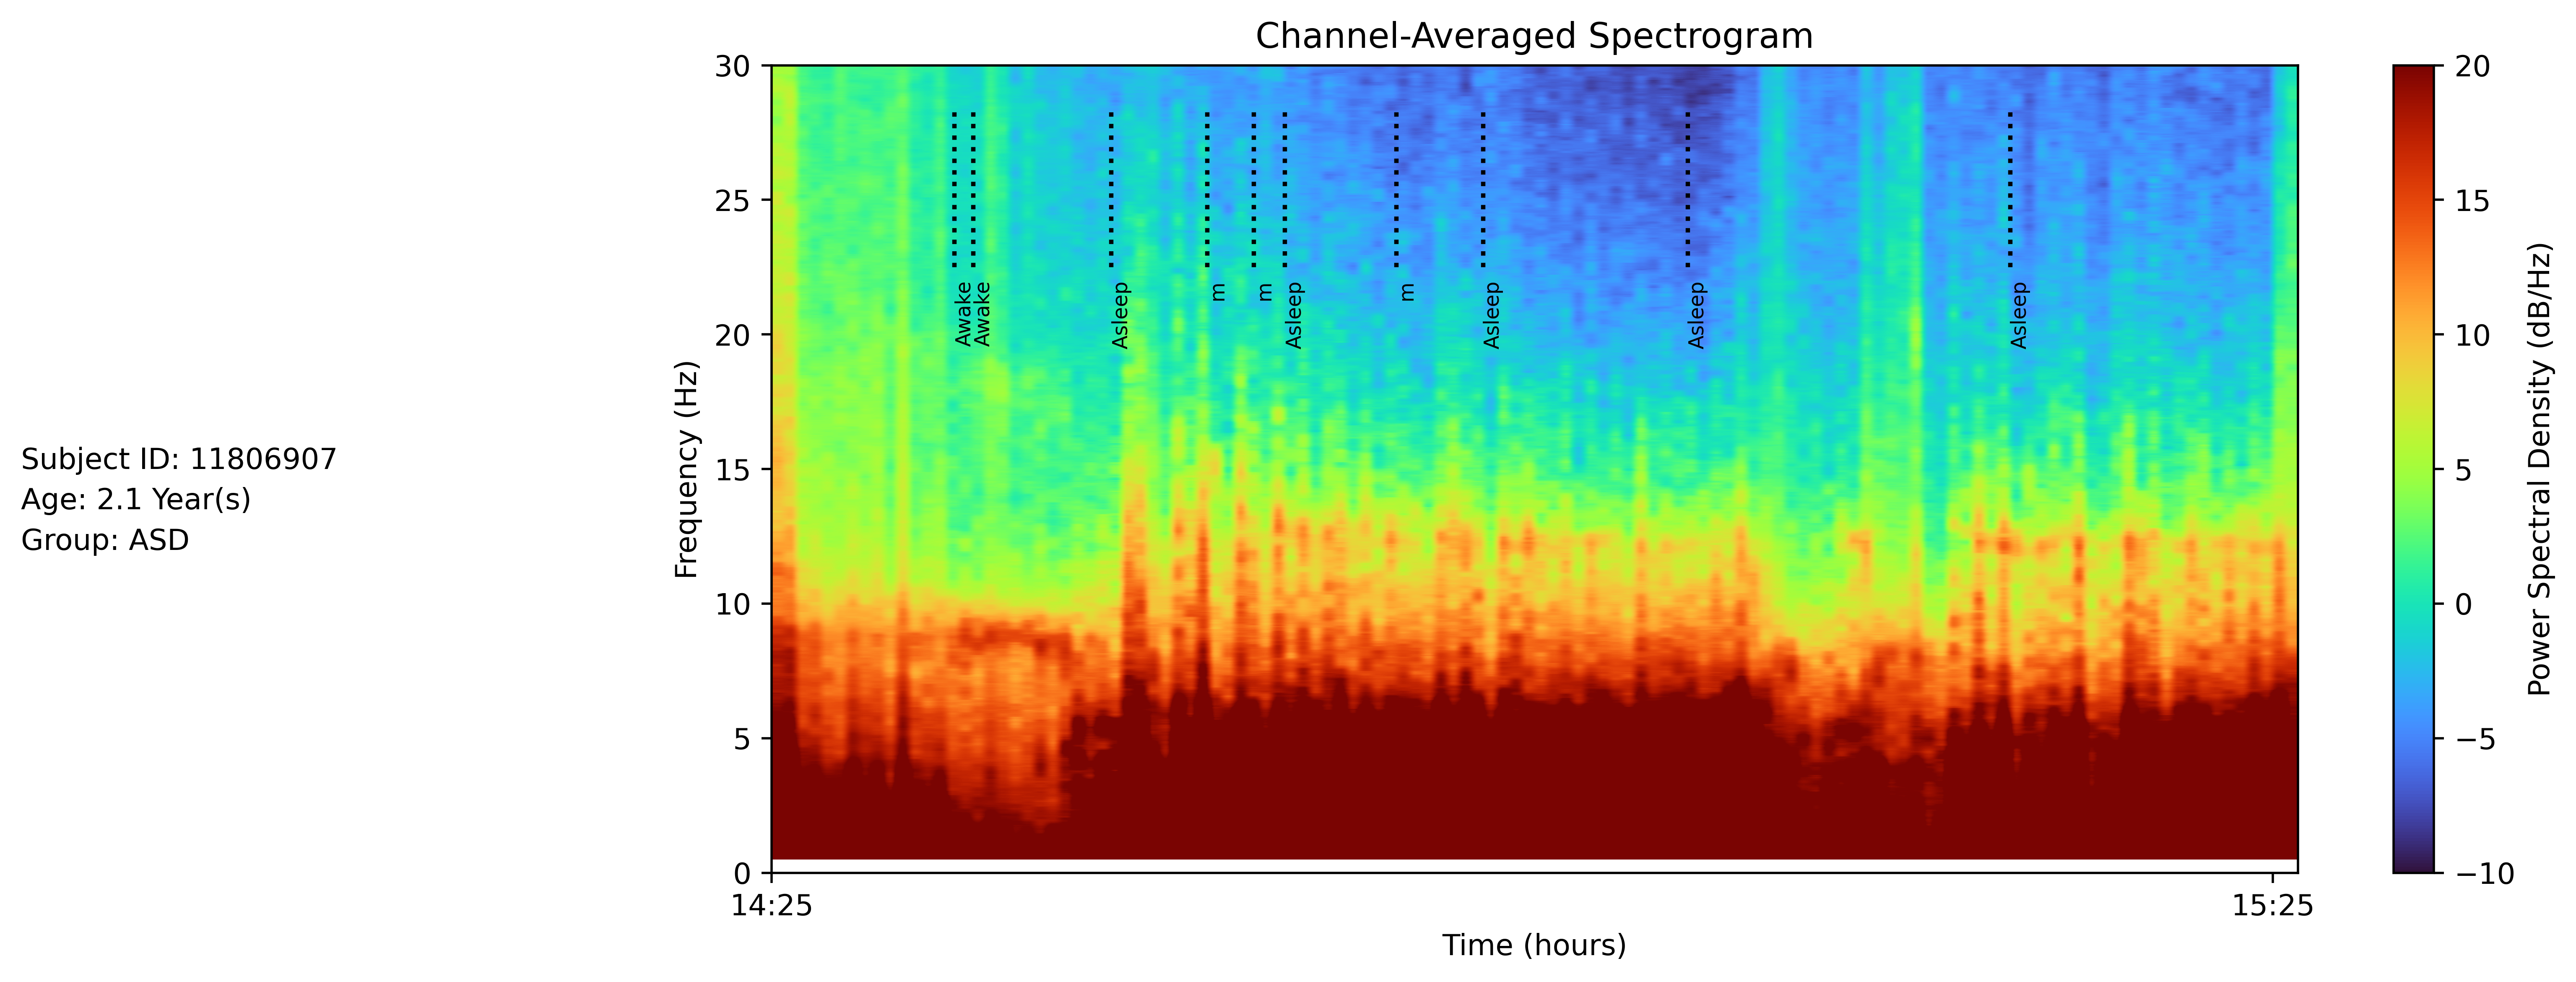 Channel-Averaged Spectrogram
Subject ID: 11806907
Age: 2.1 Year(s)
Group: ASD
Frequency (Hz)
30
25
20
15
10
5
0
Awake
Awake
Asleep
m
m
Asleep
m
Asleep
Asleep
Asleep
14:25
15:25
Time (hours)
20
15
10
5
0
−5
−10
Power Spectral Density (dB/Hz)